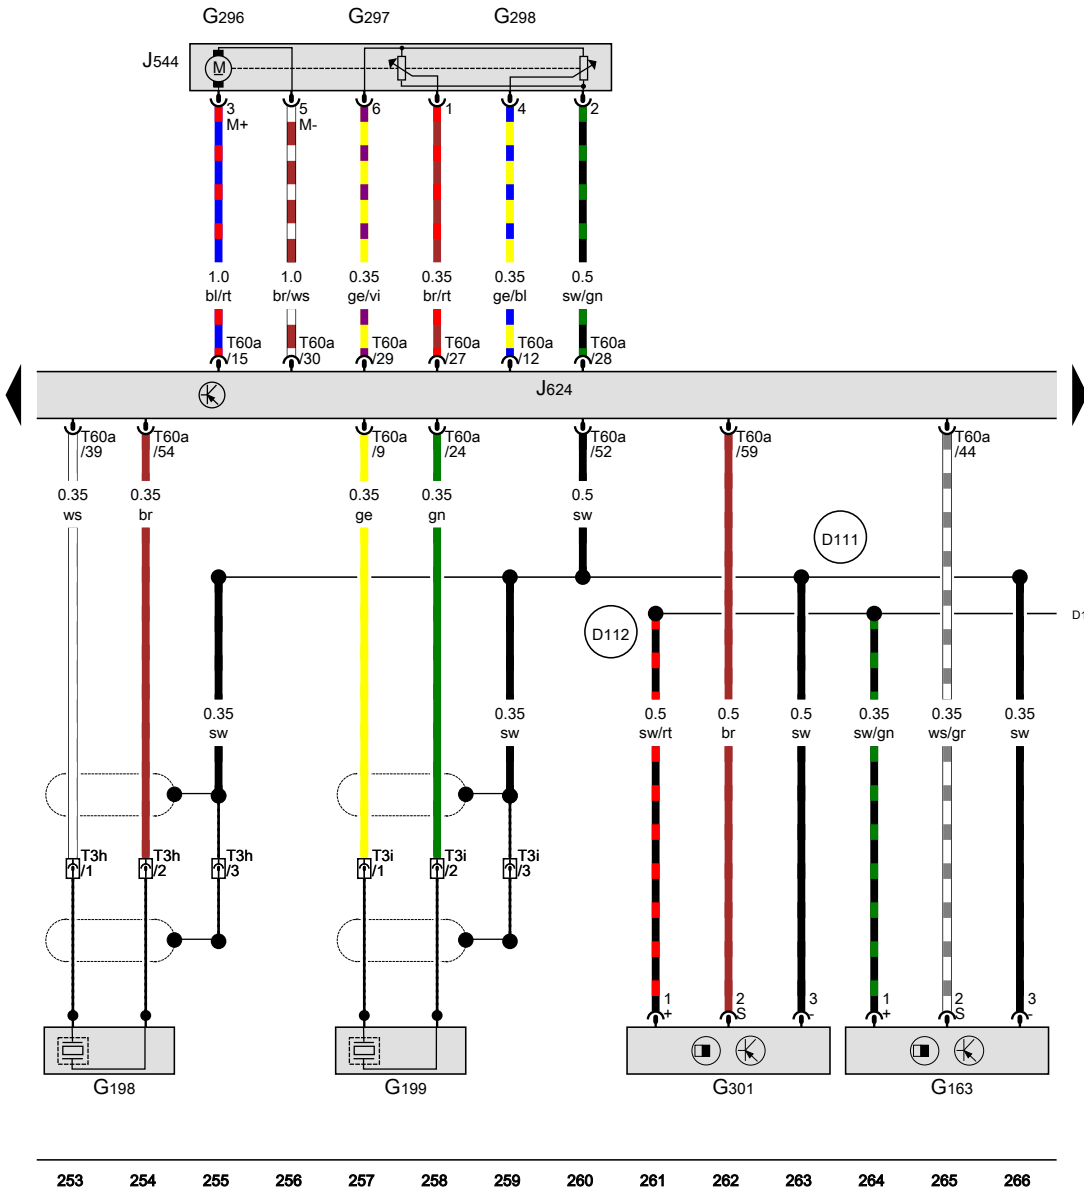 G296 G297 G298
J544
3 5 6 1 4 2
M+ M-
1.0 1.0 0.35 0.35 0.35 0.5
bl/rt br/ws ge/vi br/rt ge/bl sw/gn
T60a T60a T60a T60a T60a T60a
/15 /30 /29 /27 /12 /28
J624
T60a T60a T60a T60a T60a T60a T60a
/39 /54 /9 /24 /52 /59 /44
0.35 0.35 0.35 0.35 0.5
ws br ge gn sw
D111
D1
D112
0.35 0.35 0.5 0.5 0.5 0.35 0.35 0.35
sw sw sw/rt br sw sw/gn ws/gr sw
T3h T3h T3h T3i T3i T3i
/1 /2 /3 /1 /2 /3
1 2 3 1 2 3
+ S - + S -
G198 G199 G301 G163
253 254 255 256 257 258 259 260 261 262 263 264 265 266